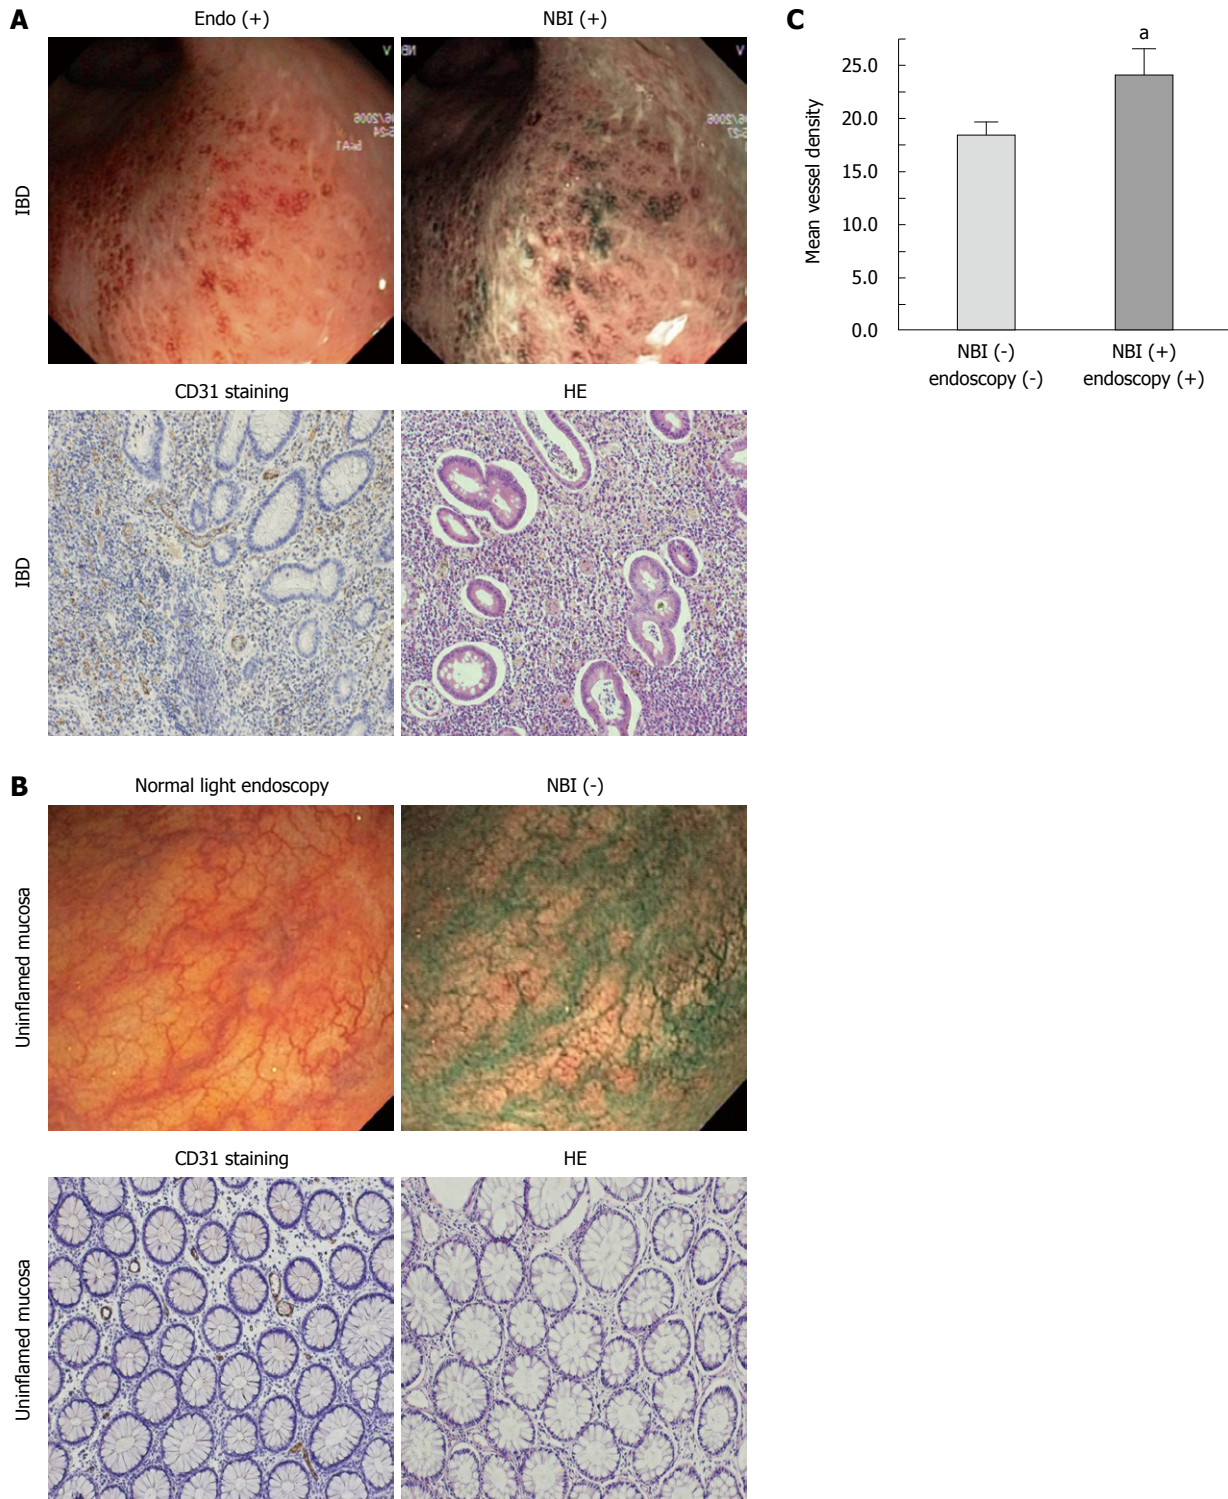 A
Endo (+)
NBI (+)
IBD
CD31 staining
HE
IBD
B
Normal light endoscopy
NBI (-)
Uninflamed mucosa
CD31 staining
HE
Uninflamed mucosa
C
a
Mean vessel density
25.0
20.0
15.0
10.0
5.0
0.0
NBI (-)
endoscopy (-)
NBI (+)
endoscopy (+)